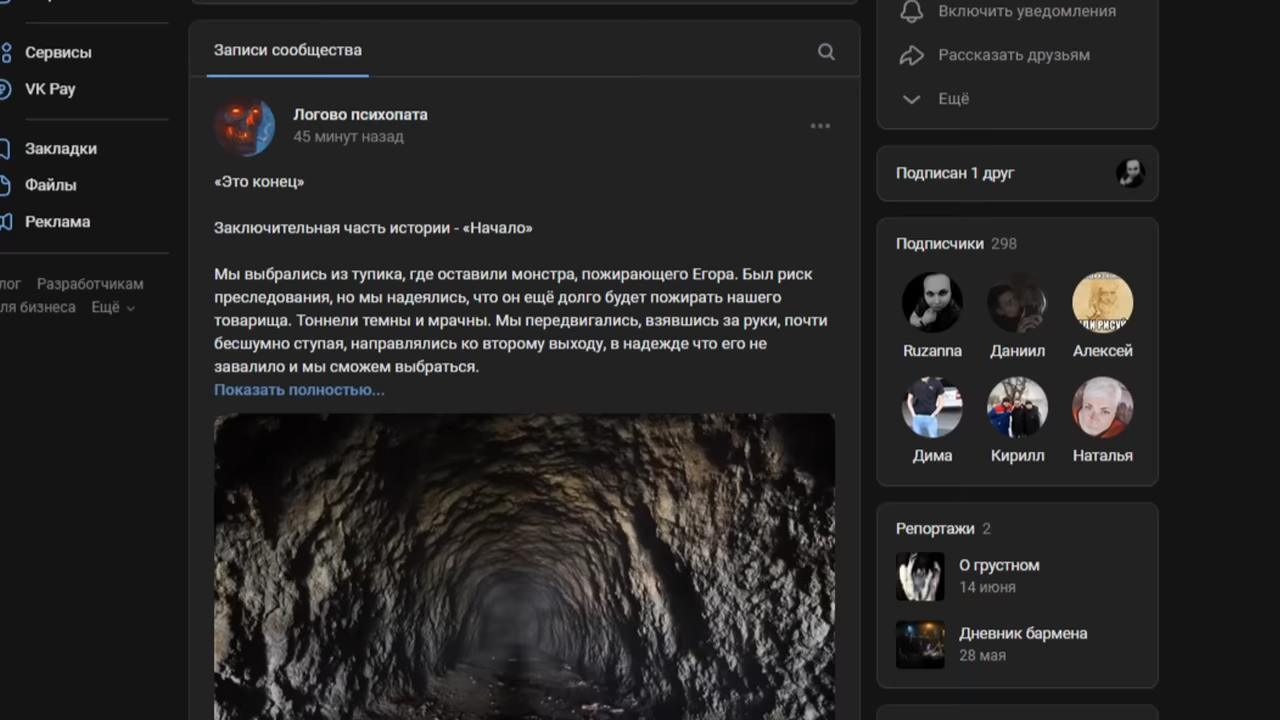 Сервисы
VK Pay
Закладки
Файлы
Реклама
Разработчикам
бизнеса Ещё
Записи сообщества
Логово психопата
45 минут назад
«Это конец»
Заключительная часть истории - «Начало»
Мы выбрались из тупика, где оставили монстра, пожирающего Егора. Был риск
преследования, но мы надеялись, что он ещё долго будет пожирать нашего
товарища. Тоннели темны и мрачны. Мы передвигались, взявшись за руки, почти
бесшумно ступая, направлялись ко второму выходу, в надежде что его не
завалило и мы сможем выбраться.
Показать полностью...
Включить уведомления
Рассказать друзьям
Ещё
Подписан 1 друг
Подписчики 298
Ruzanna Даниил Алексей
Дима Кирилл Наталья
Репортажи 2
О грустном
14 июня
Дневник бармена
28 мая